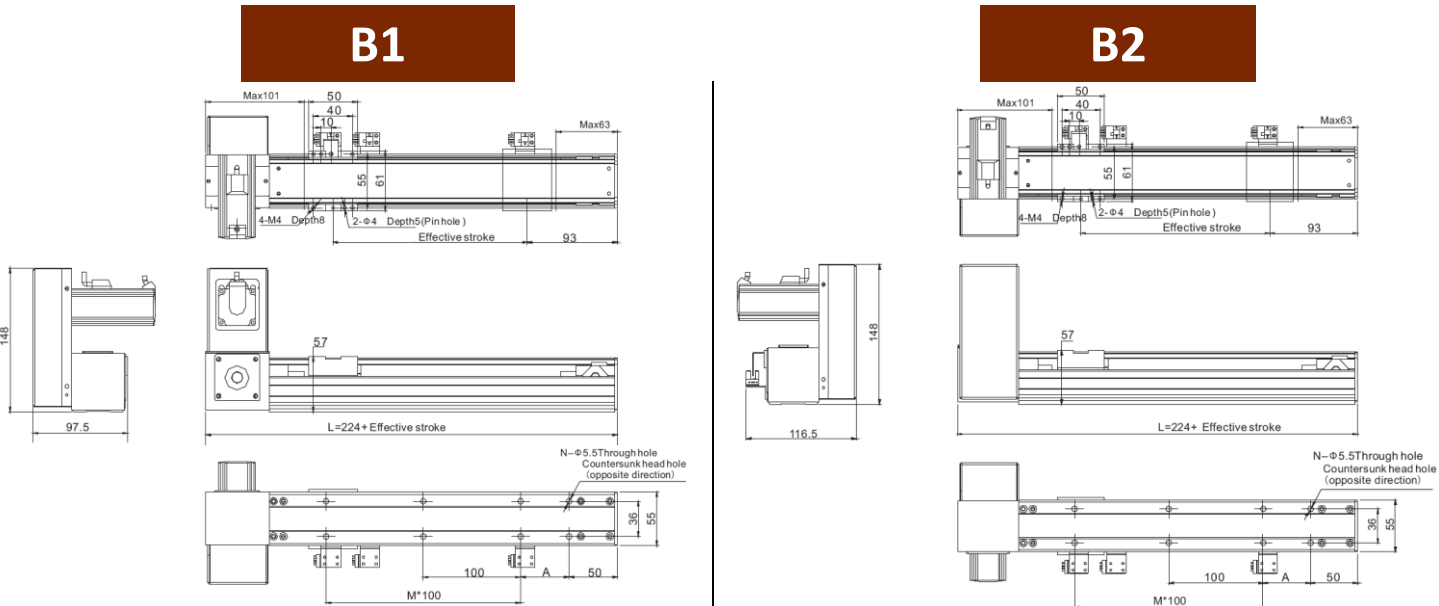 B1
Max101
50
40
10
Max63
55
61
4-M4 Depth8
2-Φ4 Depth5(Pin hole)
Effective stroke
93
148
97.5
57
L=224+ Effective stroke
N-Φ5.5Through hole
Countersunk head hole
(opposite direction)
36
55
100
A
50
M*100
B2
Max101
50
40
10
Max63
55
61
4-M4 Depth8
2-Φ4 Depth5(Pin hole)
Effective stroke
93
148
116.5
57
L=224+ Effective stroke
N-Φ5.5Through hole
Countersunk head hole
(opposite direction)
36
55
100
A
50
M*100